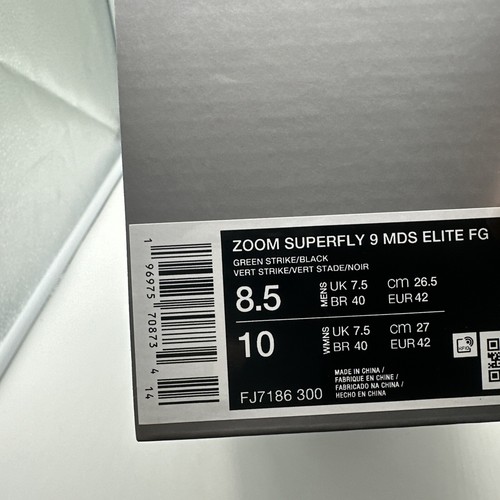 ZOOM SUPERFLY 9 MDS ELITE FG
GREEN STRIKE/BLACK
VERT STRIKE/VERT STADE/NOIR
8.5 MENS UK 7.5 cm 26.5
BR 40 EUR 42
10 WMNS UK 7.5 cm 27
BR 40 EUR 42
FJ7186 300
MADE IN CHINA /
FABRIQUE EN CHINE /
FABRICADO NA CHINA /
HECHO EN CHINA
1 96975 70873 4 14